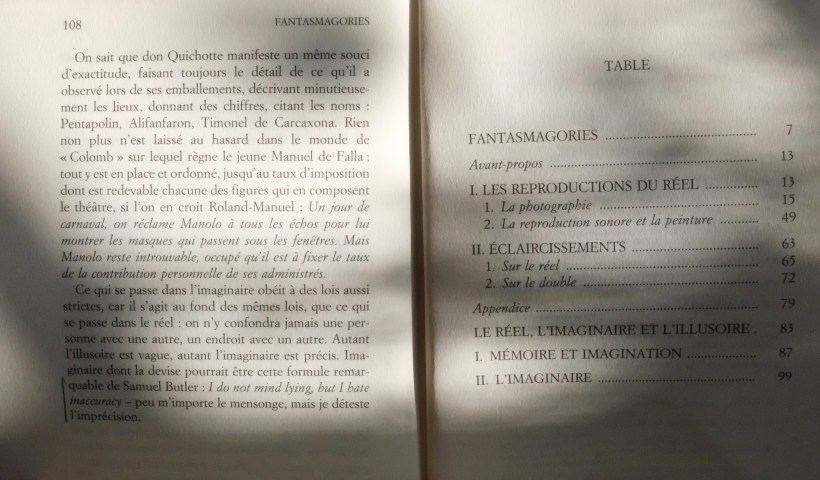 108
FANTASMAGORIES
On sait que don Quichotte manifeste un même souci
d'exactitude, faisant toujours le détail de ce qu'il a
observé lors de ses emballements, décrivant minutieuse-
ment les lieux, donnant des chiffres, citant les noms :
Pentapolin, Alifanfaron, Timonel de Carcaxona. Rien
non plus n'est laissé au hasard dans le monde de
« Colomb » sur lequel règne le jeune Manuel de Falla ;
tout y est en place et ordonné, jusqu'au taux d'imposition
dont est redevable chacune des figures qui en composent
le théâtre, si l'on en croit Roland-Manuel : Un jour de
carnaval, on réclame Manolo à tous les échos pour lui
montrer les masques qui passent sous les fenêtres. Mais
Manolo reste introuvable, occupé qu'il est à fixer le taux
de la contribution personnelle de ses administrés.
Ce qui se passe dans l'imaginaire obéit à des lois aussi
strictes, car il s'agit au fond des mêmes lois, que ce qui
se passe dans le réel : on n'y confondra jamais une per-
sonne avec une autre, un endroit avec un autre. Autant
l'illusoire est vague, autant l'imaginaire est précis. Ima-
ginaire dont la devise pourrait être cette formule remar-
quable de Samuel Butler : I do not mind lying, but I hate
inaccuracy – peu m'importe le mensonge, mais je déteste
l'imprécision.
TABLE
FANTASMAGORIES ........................................ 7
Avant-propos ........................................................ 13
I. LES REPRODUCTIONS DU RÉEL .............. 13
1. La photographie .......................................... 15
2. La reproduction sonore et la peinture ............ 49
II. ÉCLAIRCISSEMENTS .................................. 63
1. Sur le réel .................................................. 65
2. Sur le double .............................................. 72
Appendice ............................................................ 79
LE RÉEL, L'IMAGINAIRE ET L'ILLUSOIRE . 83
I. MÉMOIRE ET IMAGINATION .................. 87
II. L'IMAGINAIRE .......................................... 99